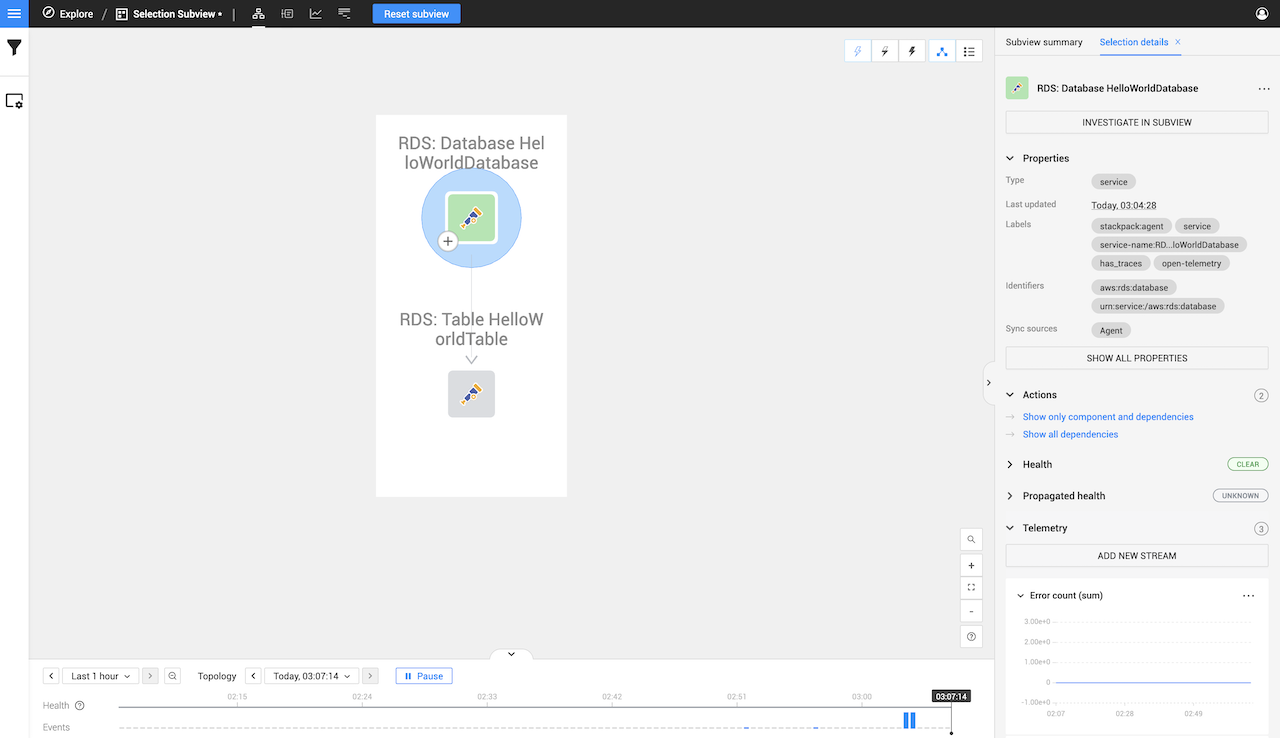 Explore / Selection Subview • | Reset subview
RDS: Database Hel
loWorldDatabase
RDS: Table HelloW
orldTable
Subview summary Selection details ×
RDS: Database HelloWorldDatabase ...
INVESTIGATE IN SUBVIEW
Properties
Type service
Last updated Today, 03:04:28
Labels stackpack:agent service
service-name:RD...loWorldDatabase
has_traces open-telemetry
Identifiers aws:rds:database
urn:service:/aws:rds:database
Sync sources Agent
SHOW ALL PROPERTIES
Actions 2
Show only component and dependencies
Show all dependencies
Health CLEAR
Propagated health UNKNOWN
Telemetry 3
ADD NEW STREAM
Error count (sum) ...
3.00e+0
2.00e+0
1.00e+0
0
-1.00e+0
02:07 02:28 02:49
Last 1 hour Topology Today, 03:07:14 Pause
02:15 02:24 02:33 02:42 02:51 03:00 03:07:14
Health
Events